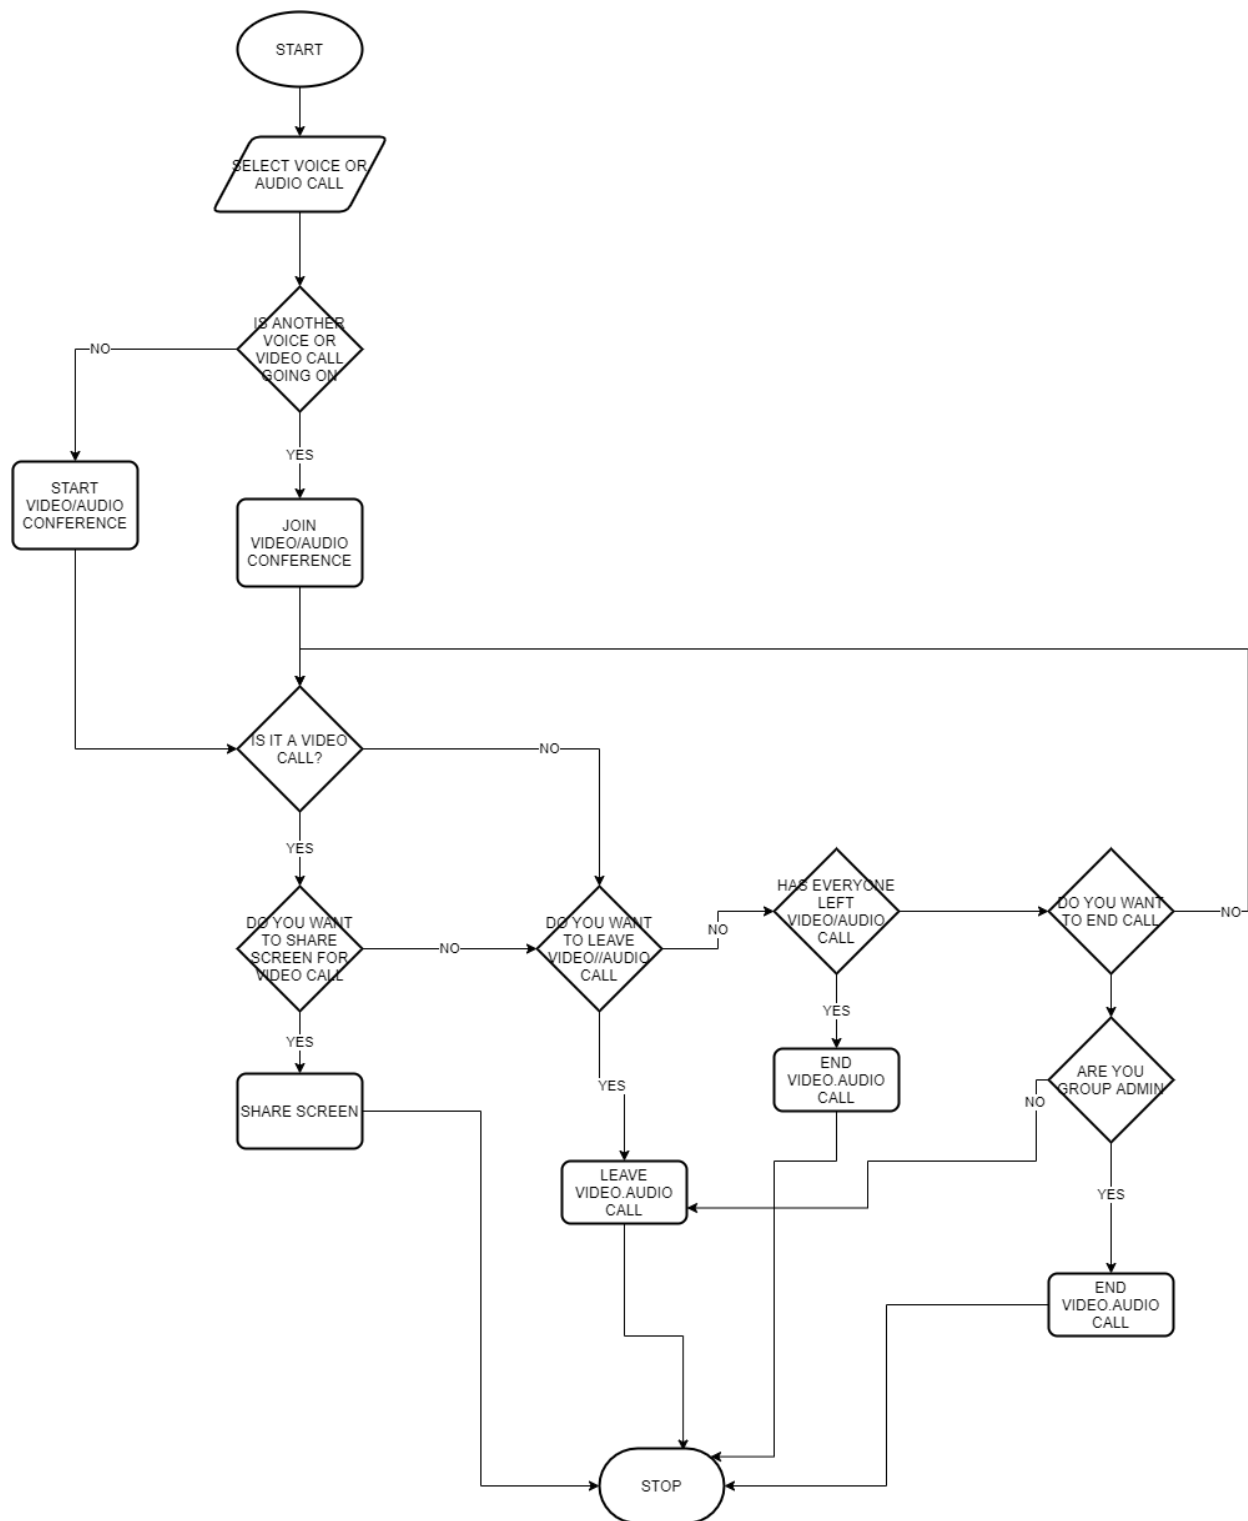 START
SELECT VOICE OR
AUDIO CALL
IS ANOTHER
VOICE OR
VIDEO CALL
GOING ON
NO
YES
START
VIDEO/AUDIO
CONFERENCE
JOIN
VIDEO/AUDIO
CONFERENCE
IS IT A VIDEO
CALL?
NO
YES
DO YOU WANT
TO SHARE
SCREEN FOR
VIDEO CALL
NO
DO YOU WANT
TO LEAVE
VIDEO//AUDIO
CALL
NO
HAS EVERYONE
LEFT
VIDEO/AUDIO
CALL
DO YOU WANT
TO END CALL
NO
YES
SHARE SCREEN
YES
LEAVE
VIDEO.AUDIO
CALL
YES
END
VIDEO.AUDIO
CALL
ARE YOU
GROUP ADMIN
NO
YES
END
VIDEO.AUDIO
CALL
STOP